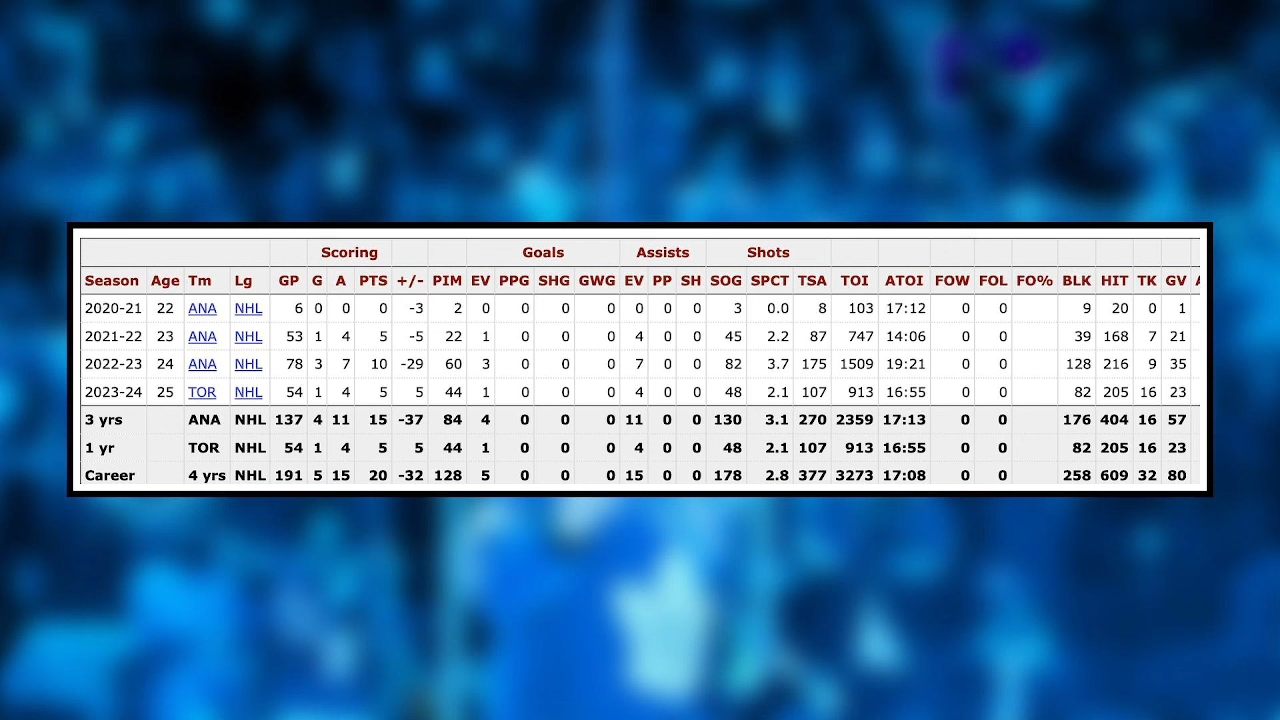 Scoring Goals Assists Shots
Season Age Tm Lg GP G A PTS +/- PIM EV PPG SHG GWG EV PP SH SOG SPCT TSA TOI ATOI FOW FOL FO% BLK HIT TK GV
2020-21 22 ANA NHL 6 0 0 0 -3 2 0 0 0 0 0 0 0 3 0.0 8 103 17:12 0 0 9 20 0 1
2021-22 23 ANA NHL 53 1 4 5 -5 22 1 0 0 0 4 0 0 45 2.2 87 747 14:06 0 0 39 168 7 21
2022-23 24 ANA NHL 78 3 7 10 -29 60 3 0 0 0 7 0 0 82 3.7 175 1509 19:21 0 0 128 216 9 35
2023-24 25 TOR NHL 54 1 4 5 5 44 1 0 0 0 4 0 0 48 2.1 107 913 16:55 0 0 82 205 16 23
3 yrs ANA NHL 137 4 11 15 -37 84 4 0 0 0 11 0 0 130 3.1 270 2359 17:13 0 0 176 404 16 57
1 yr TOR NHL 54 1 4 5 5 44 1 0 0 0 4 0 0 48 2.1 107 913 16:55 0 0 82 205 16 23
Career 4 yrs NHL 191 5 15 20 -32 128 5 0 0 0 15 0 0 178 2.8 377 3273 17:08 0 0 258 609 32 80